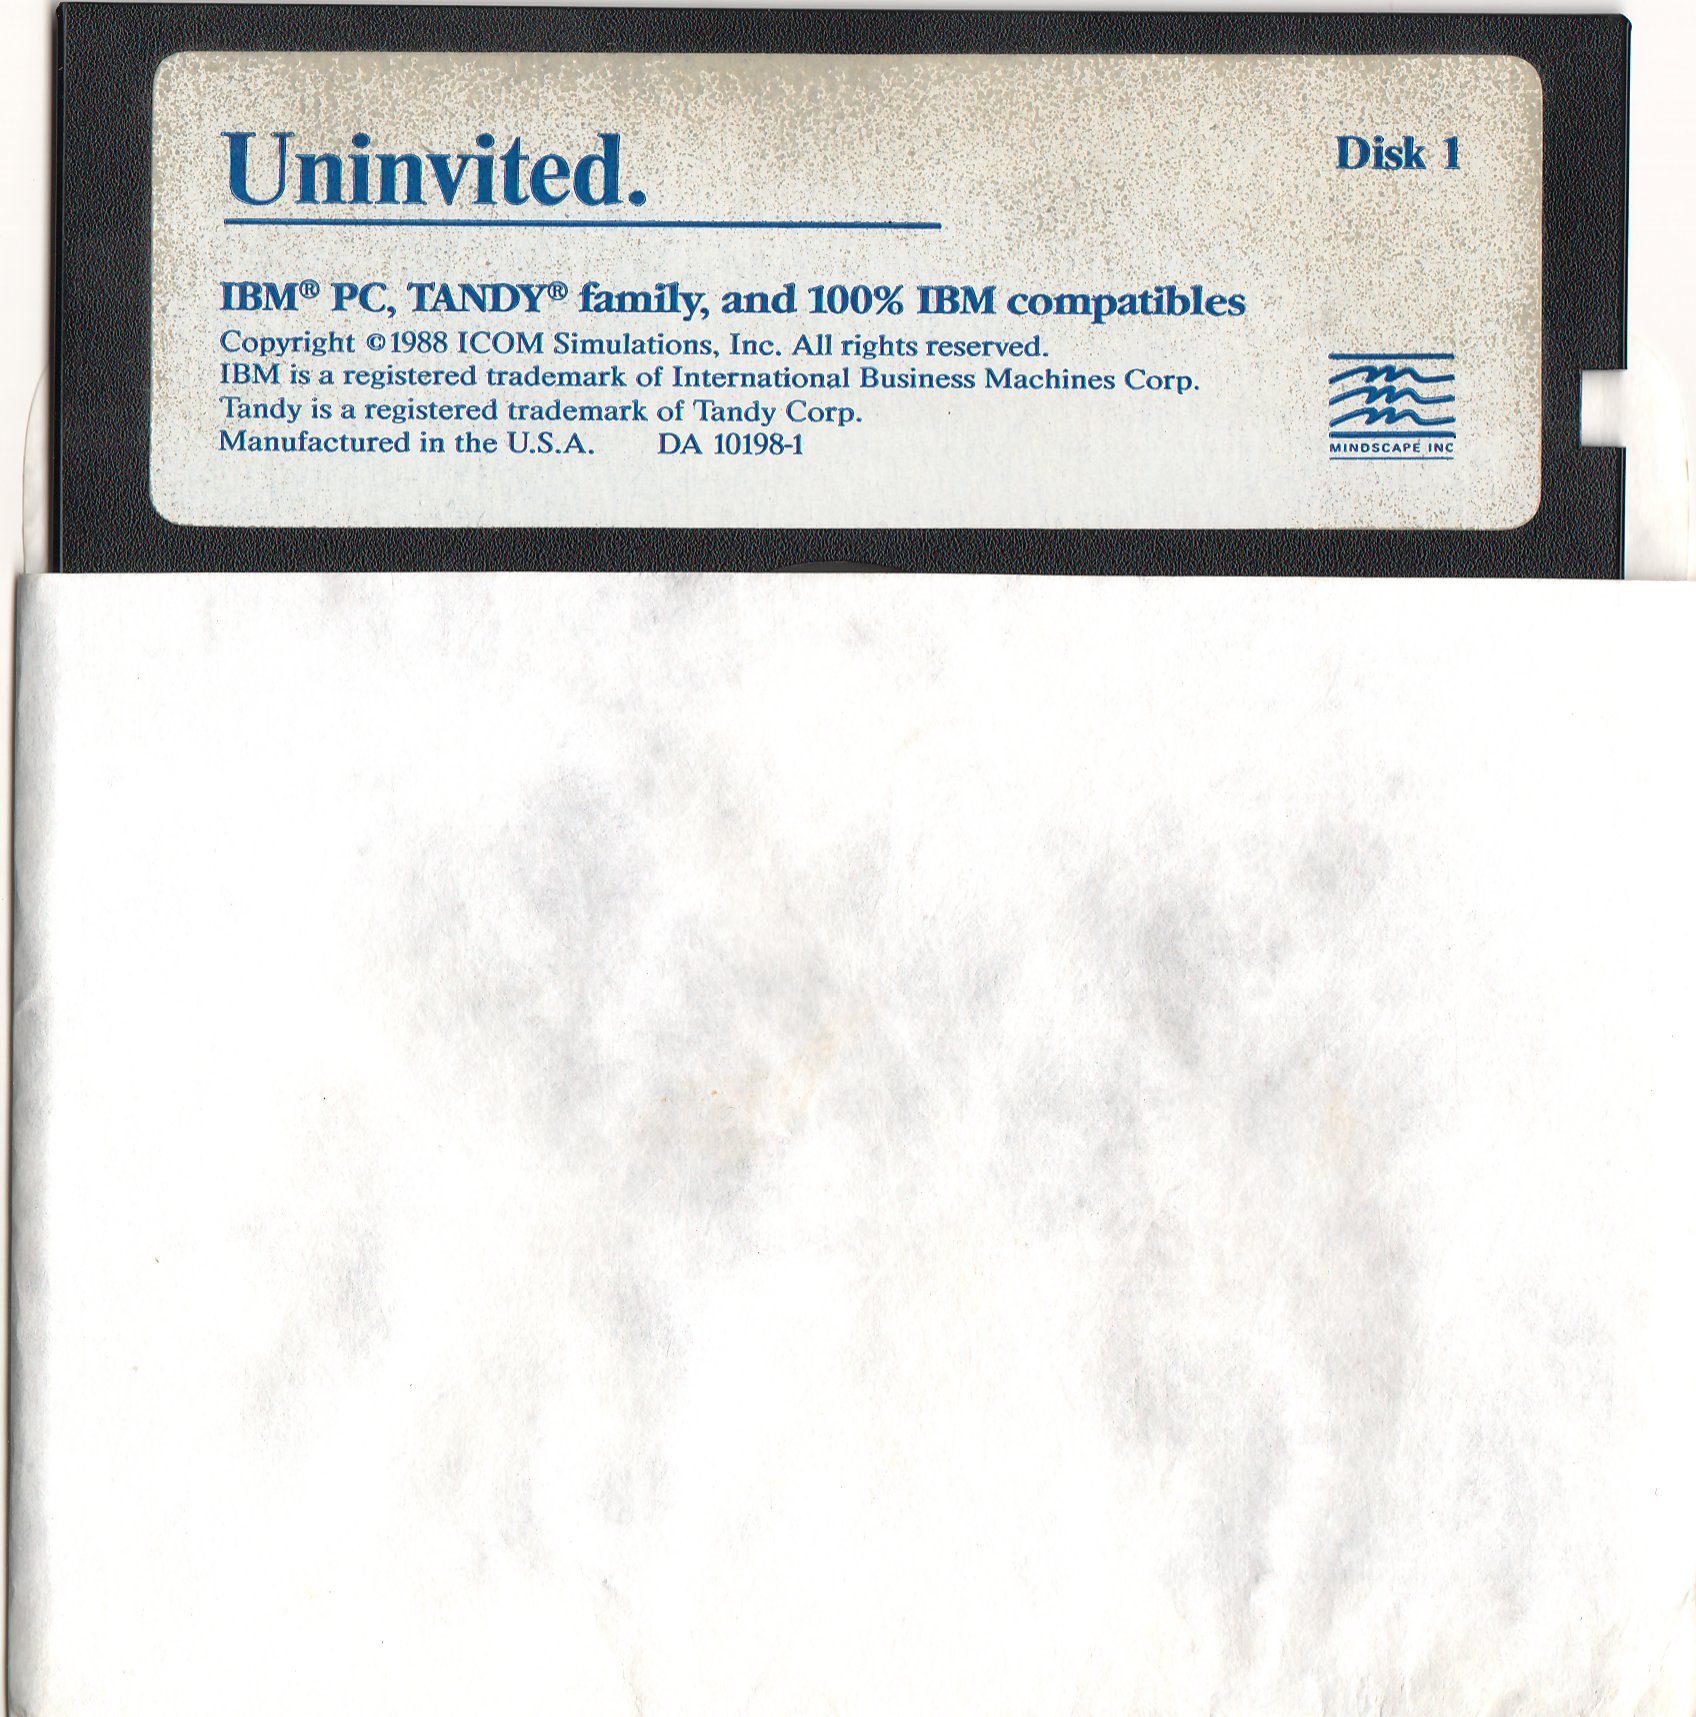 Uninvited.
Disk 1
IBM® PC, TANDY® family, and 100% IBM compatibles
Copyright ©1988 ICOM Simulations, Inc. All rights reserved.
IBM is a registered trademark of International Business Machines Corp.
Tandy is a registered trademark of Tandy Corp.
Manufactured in the U.S.A. DA 10198-1
MINDSCAPE INC